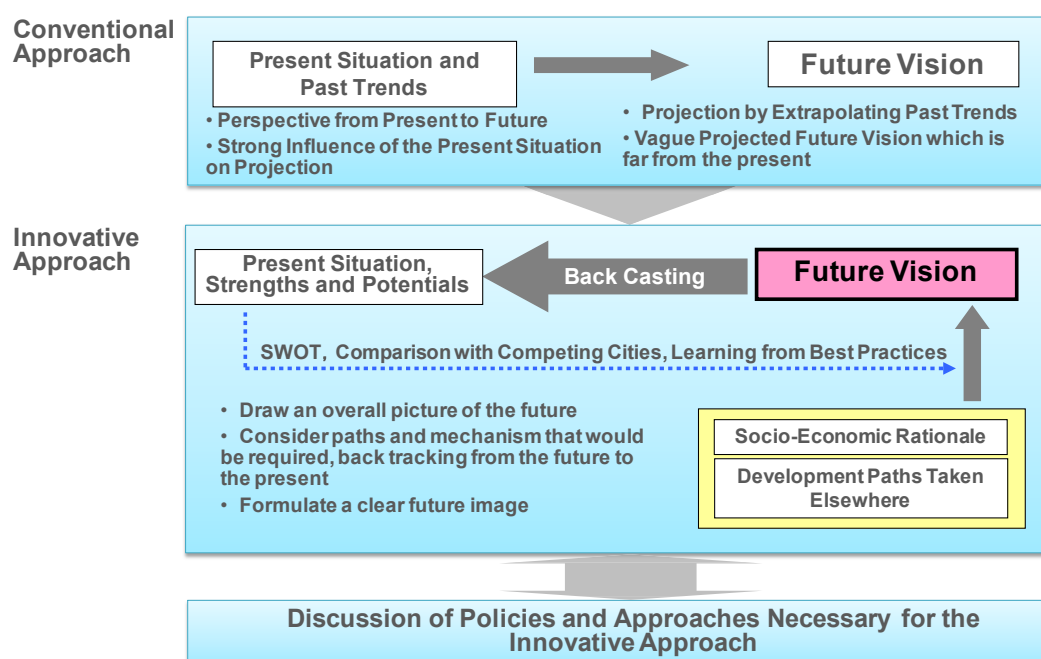 Conventional
Approach
Present Situation and
Past Trends
Future Vision
• Perspective from Present to Future
• Strong Influence of the Present Situation
on Projection
• Projection by Extrapolating Past Trends
• Vague Projected Future Vision which is
far from the present
Innovative
Approach
Present Situation,
Strengths and Potentials
Back Casting
Future Vision
SWOT, Comparison with Competing Cities, Learning from Best Practices
• Draw an overall picture of the future
• Consider paths and mechanism that would
be required, back tracking from the future to
the present
• Formulate a clear future image
Socio-Economic Rationale
Development Paths Taken
Elsewhere
Discussion of Policies and Approaches Necessary for the
Innovative Approach